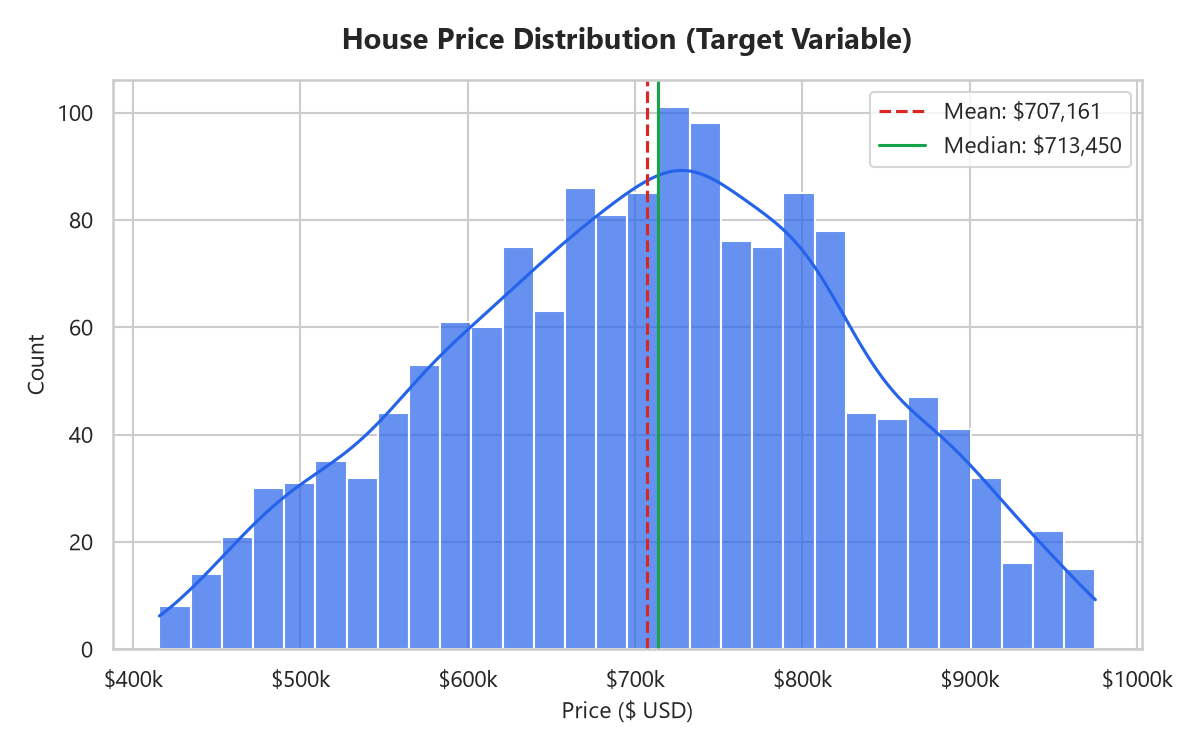 House Price Distribution (Target Variable)
Mean: $707,161
Median: $713,450
100
80
60
40
20
0
Count
$400k $500k $600k $700k $800k $900k $1000k
Price ($ USD)